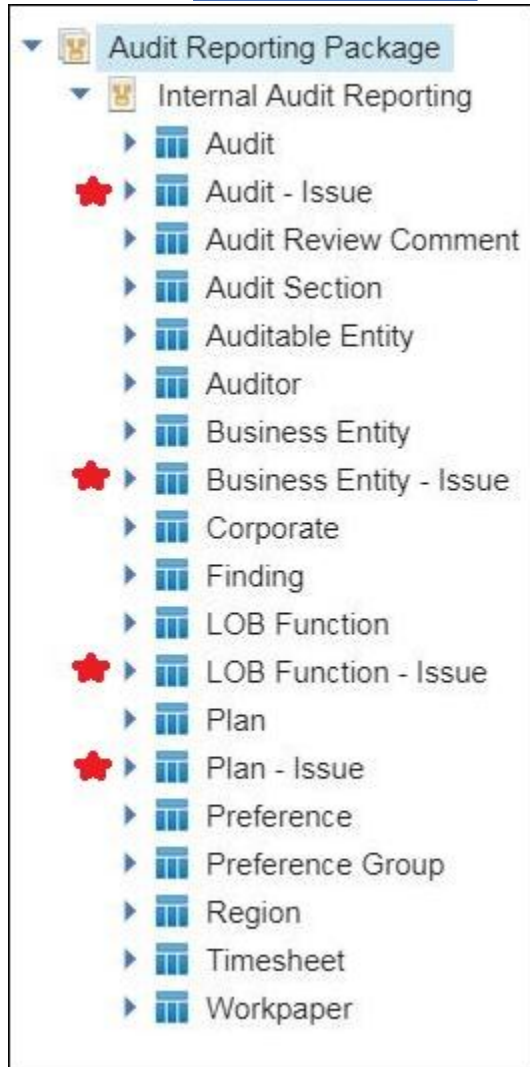 Audit Reporting Package
Internal Audit Reporting
Audit
Audit - Issue
Audit Review Comment
Audit Section
Auditable Entity
Auditor
Business Entity
Business Entity - Issue
Corporate
Finding
LOB Function
LOB Function - Issue
Plan
Plan - Issue
Preference
Preference Group
Region
Timesheet
Workpaper